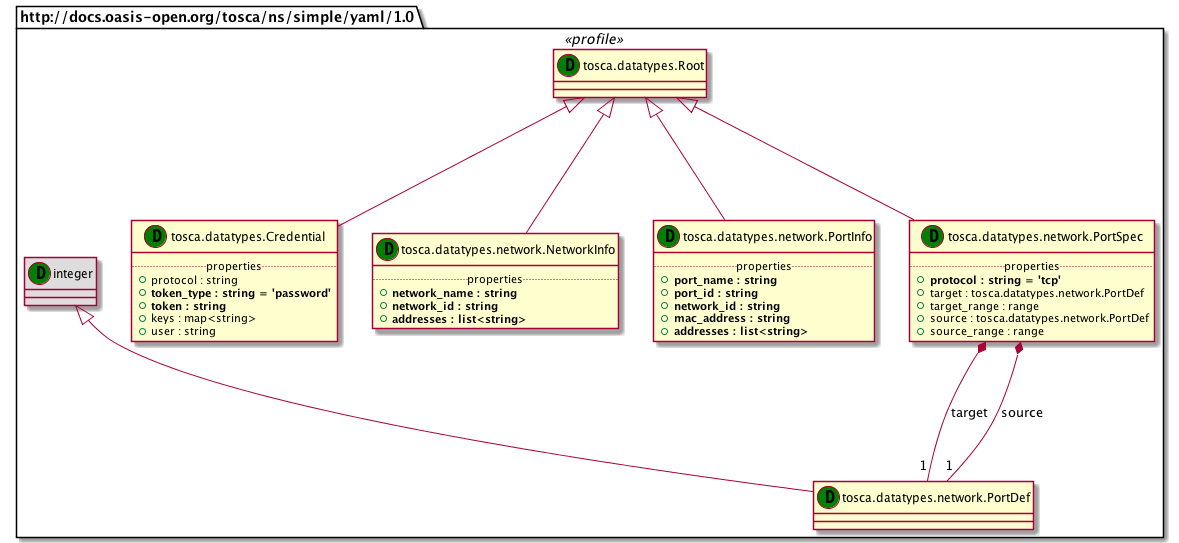 http://docs.oasis-open.org/tosca/ns/simple/yaml/1.0
«profile»
D tosca.datatypes.Root
D tosca.datatypes.Credential
properties
protocol : string
token_type : string = 'password'
token : string
keys : map<string>
user : string
D tosca.datatypes.network.NetworkInfo
properties
network_name : string
network_id : string
addresses : list<string>
D tosca.datatypes.network.PortInfo
properties
port_name : string
port_id : string
network_id : string
mac_address : string
addresses : list<string>
D tosca.datatypes.network.PortSpec
properties
protocol : string = 'tcp'
target : tosca.datatypes.network.PortDef
target_range : range
source : tosca.datatypes.network.PortDef
source_range : range
D integer
target
source
1
1
D tosca.datatypes.network.PortDef